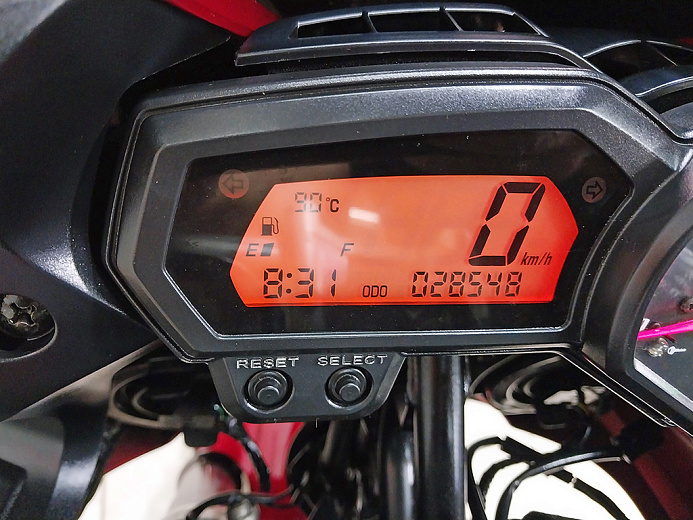 90°C
0 km/h
E F
8:31 ODO 028548
RESET SELECT